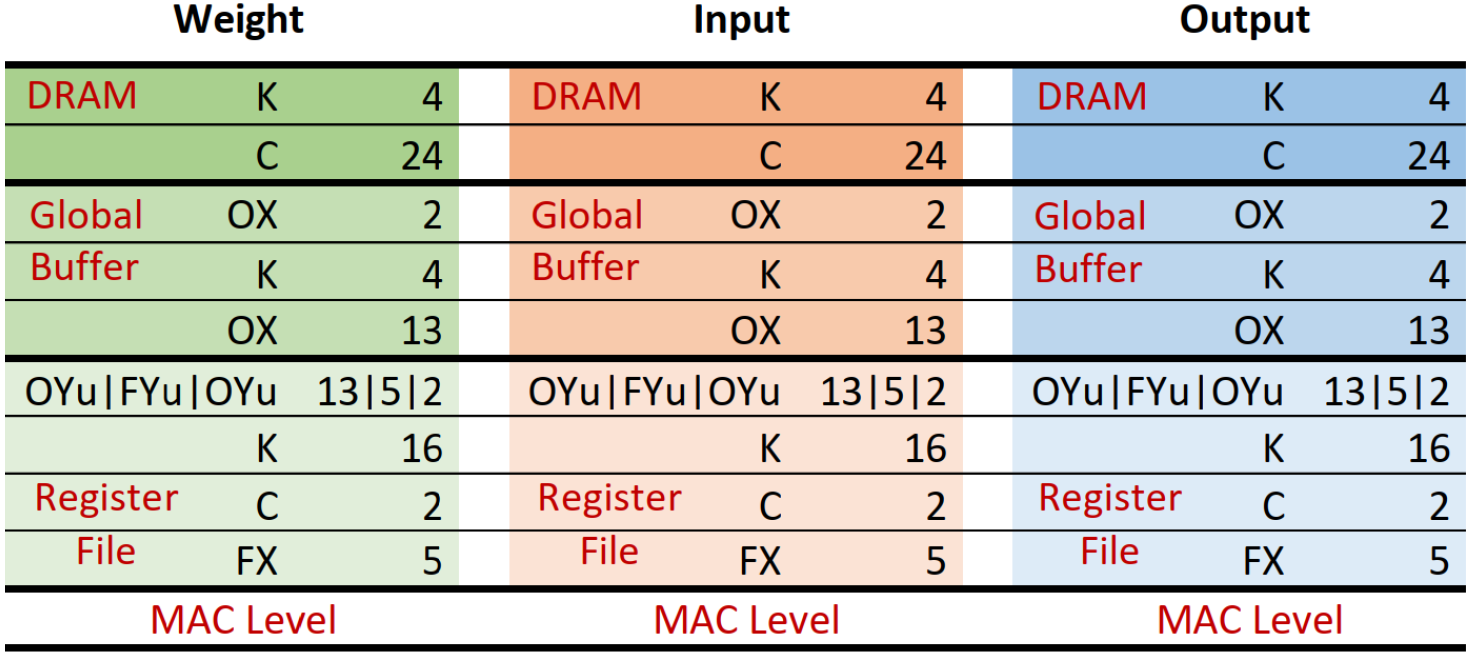 Weight Input Output
DRAM K 4 DRAM K 4 DRAM K 4
C 24 C 24 C 24
Global OX 2 Global OX 2 Global OX 2
Buffer K 4 Buffer K 4 Buffer K 4
OX 13 OX 13 OX 13
OYu|FYu|OYu 13|5|2 OYu|FYu|OYu 13|5|2 OYu|FYu|OYu 13|5|2
K 16 K 16 K 16
Register C 2 Register C 2 Register C 2
File FX 5 File FX 5 File FX 5
MAC Level MAC Level MAC Level